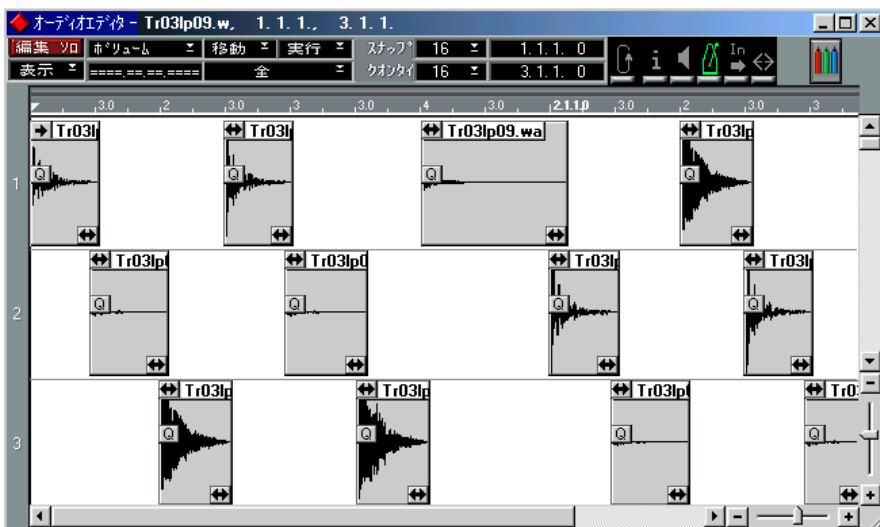 オーディオエディタ - Tr03lp09.w, 1. 1. 1., 3. 1. 1.
編集 ソロ ボリューム 移動 実行 スナップ 16 1. 1. 1. 0 In
表示 ====.==.==.==== 全 クオンタイ 16 3. 1. 1. 0
3.0 2 3.0 3 3.0 4 3.0 2.1.1.0 3.0 2 3.0 3
Tr03l Tr03l Tr03lp09.wa Tr03lp
1 Q Q Q Q
Tr03lp Tr03lp0 Tr03lp Tr03l
2 Q Q Q Q
Tr03lp Tr03lp Tr03lp Tr0
3 Q Q Q Q